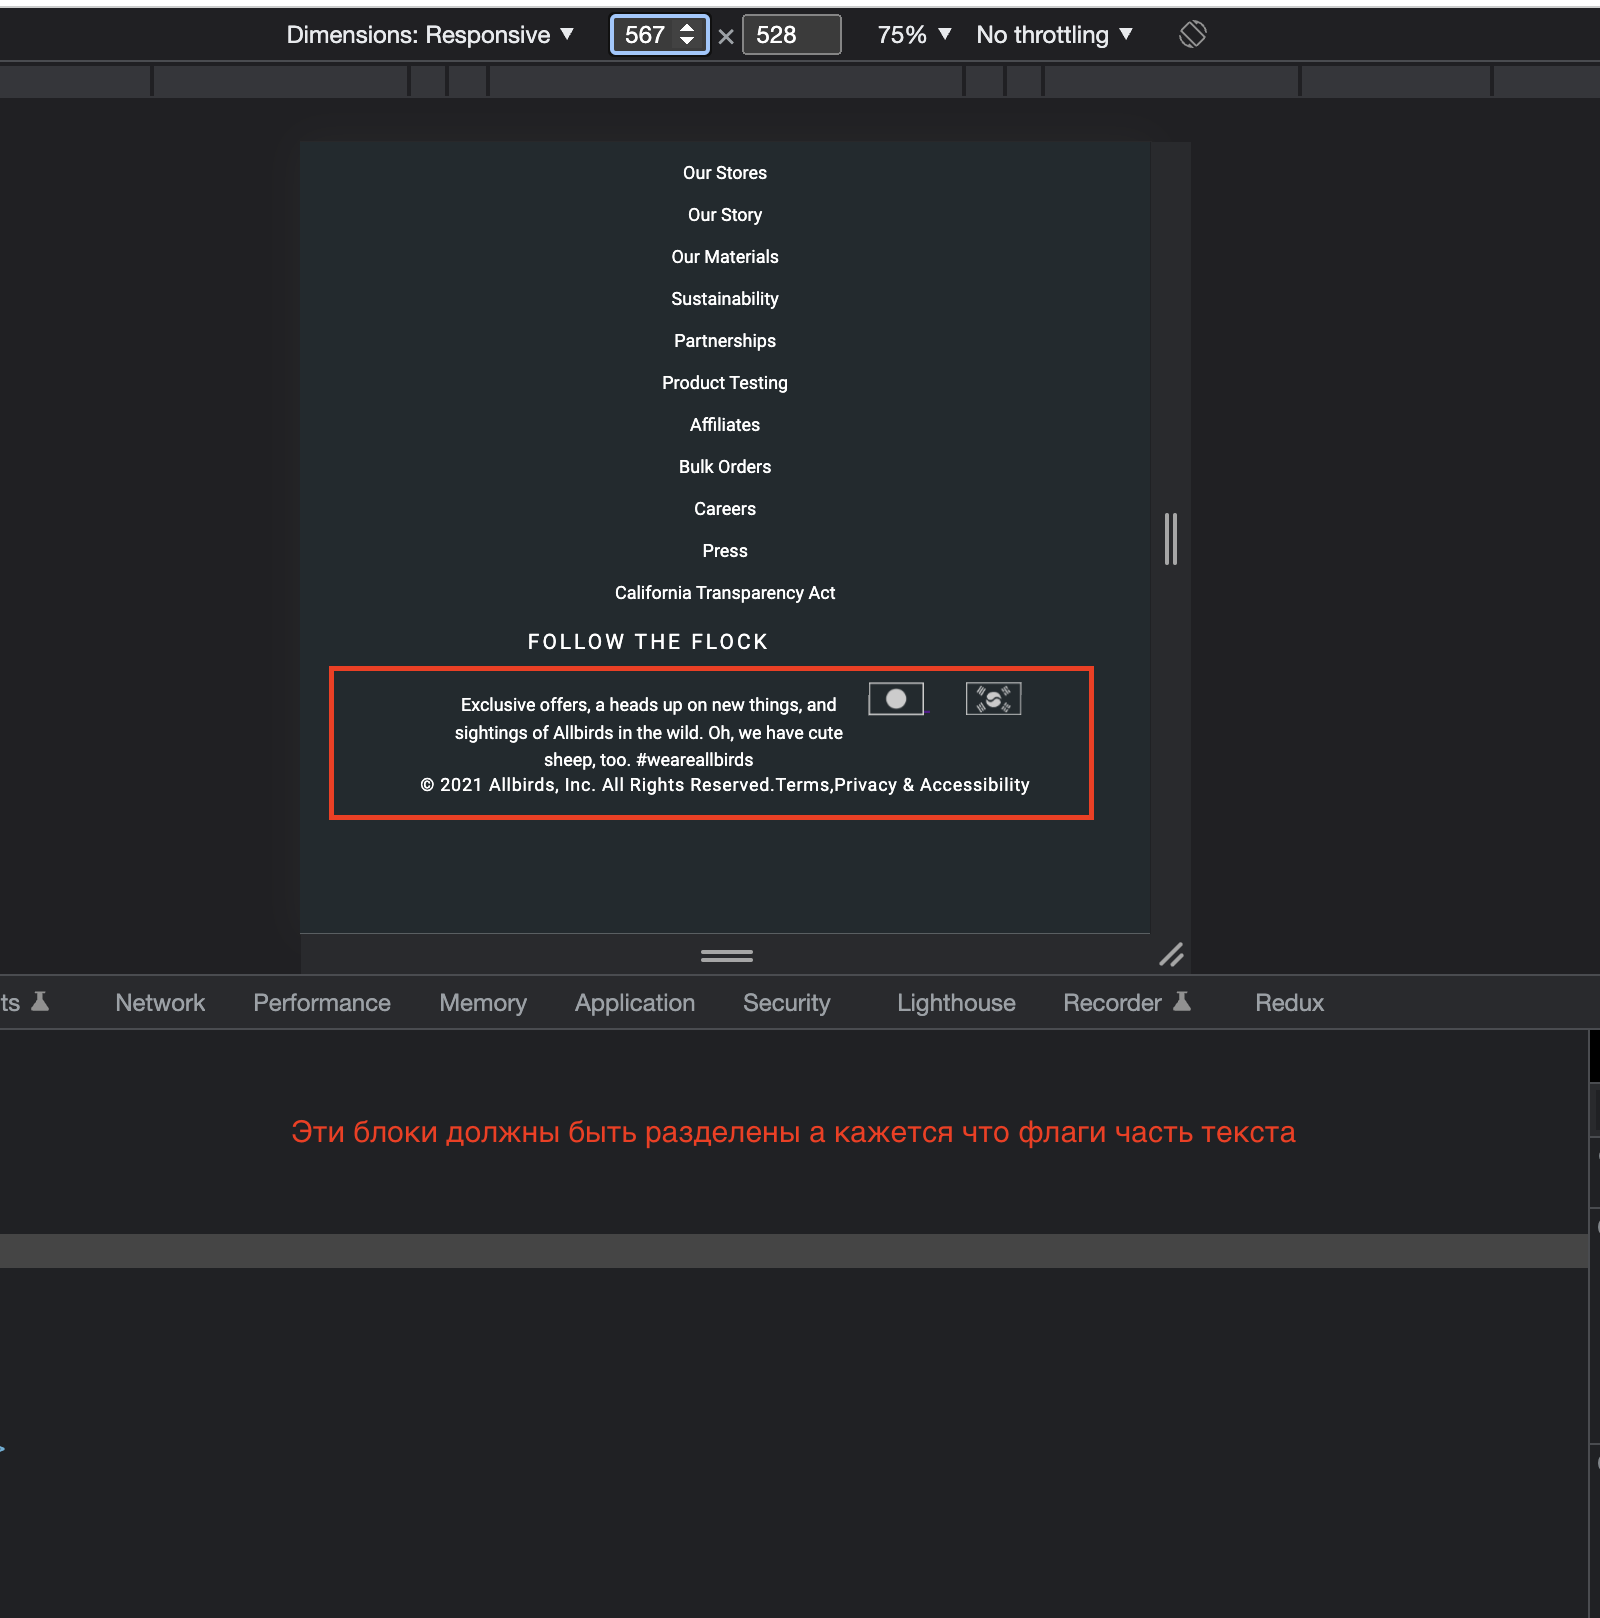 Dimensions: Responsive ▼ 567 × 528 75% ▼ No throttling ▼
Our Stores
Our Story
Our Materials
Sustainability
Partnerships
Product Testing
Affiliates
Bulk Orders
Careers
Press
California Transparency Act
FOLLOW THE FLOCK
Exclusive offers, a heads up on new things, and
sightings of Allbirds in the wild. Oh, we have cute
sheep, too. #weareallbirds
© 2021 Allbirds, Inc. All Rights Reserved.Terms,Privacy & Accessibility
ts Network Performance Memory Application Security Lighthouse Recorder Redux
Эти блоки должны быть разделены а кажется что флаги часть текста